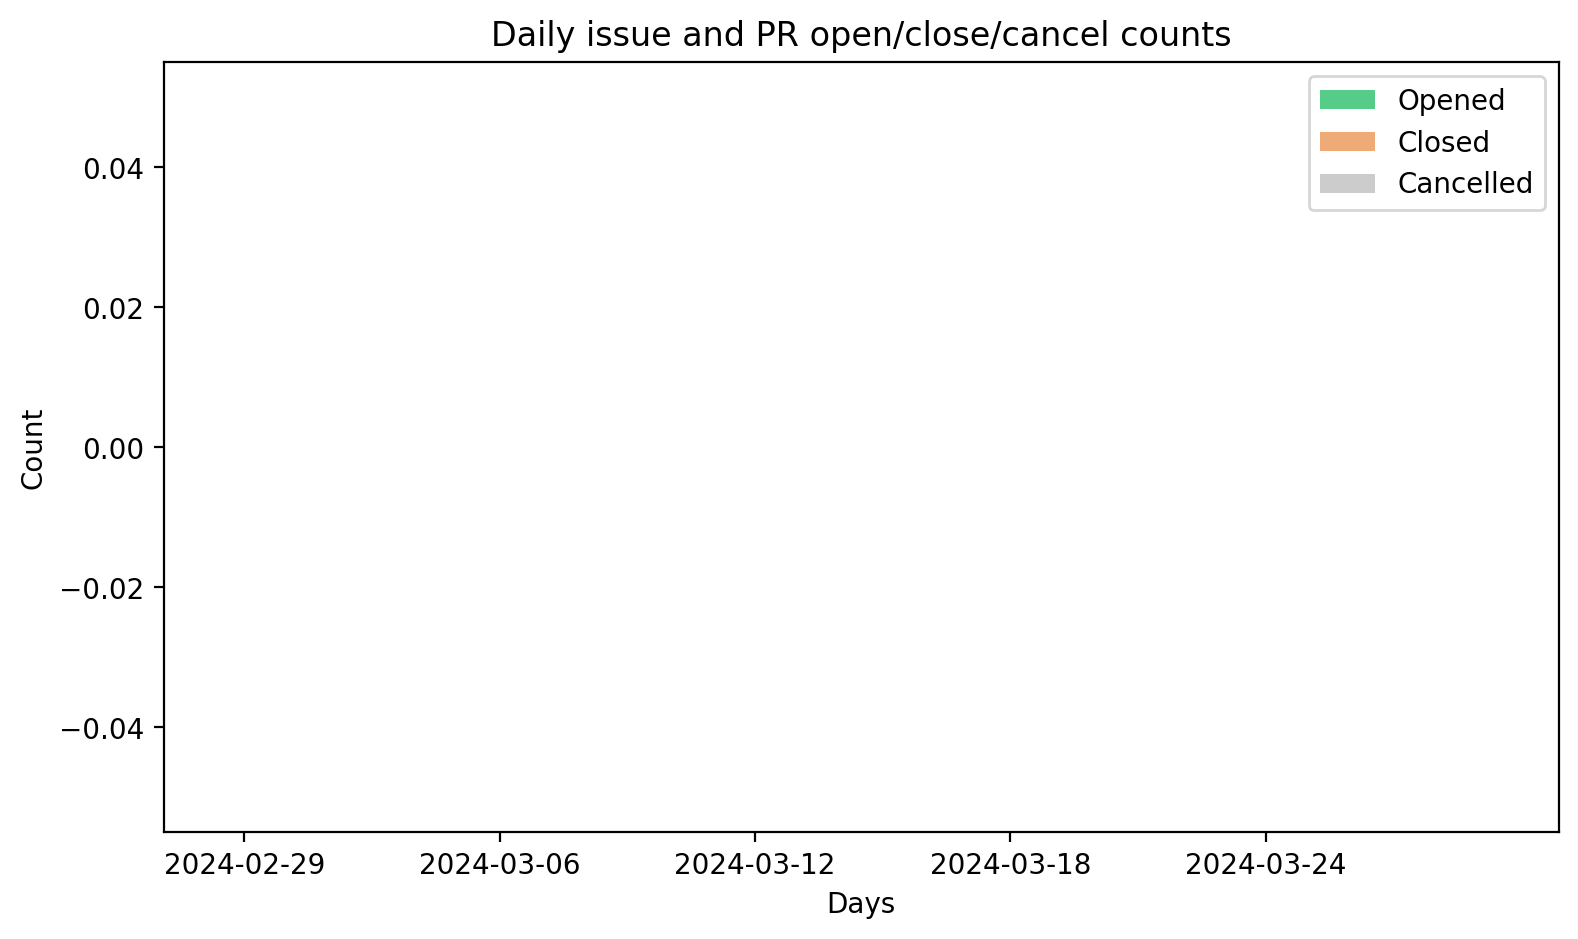 Daily issue and PR open/close/cancel counts
Opened
Closed
Cancelled
0.04
0.02
0.00
−0.02
−0.04
Count
2024-02-29 2024-03-06 2024-03-12 2024-03-18 2024-03-24
Days